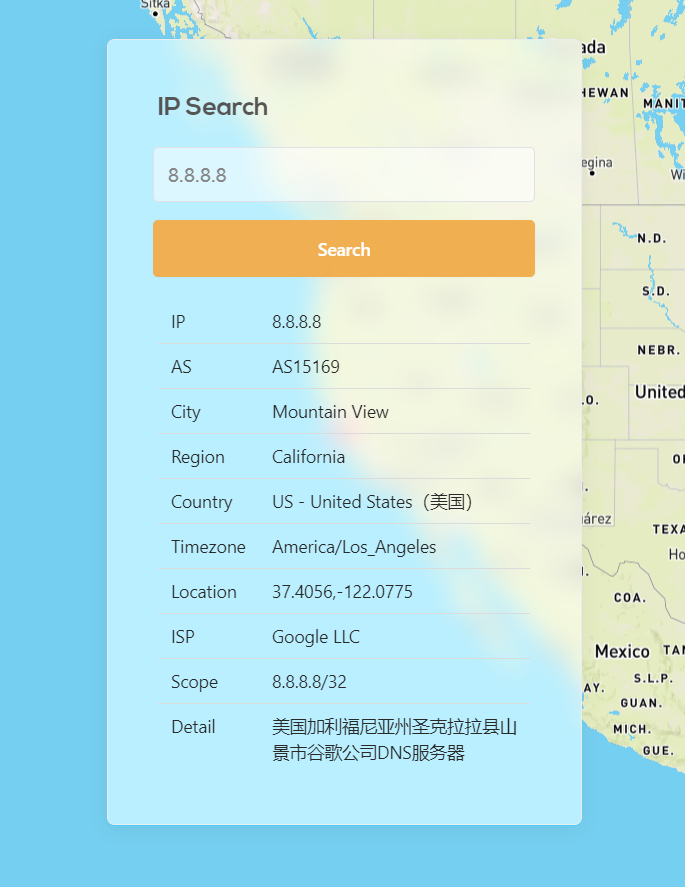 Sitka
ada
HEWAN
MANIT
IP Search
egina
Wi
8.8.8.8
N.D.
Search
S.D.
IP 8.8.8.8
NEBR.
AS AS15169
United
City Mountain View
.O.
Region California
Country US - United States（美国）
árez
TEXA
Timezone America/Los_Angeles
Ho
Location 37.4056,-122.0775
COA.
ISP Google LLC
Mexico TAM
Scope 8.8.8.8/32
AY.
S.L.P.
GUAN.
Detail 美国加利福尼亚州圣克拉拉县山
景市谷歌公司DNS服务器
MICH.
GUE.